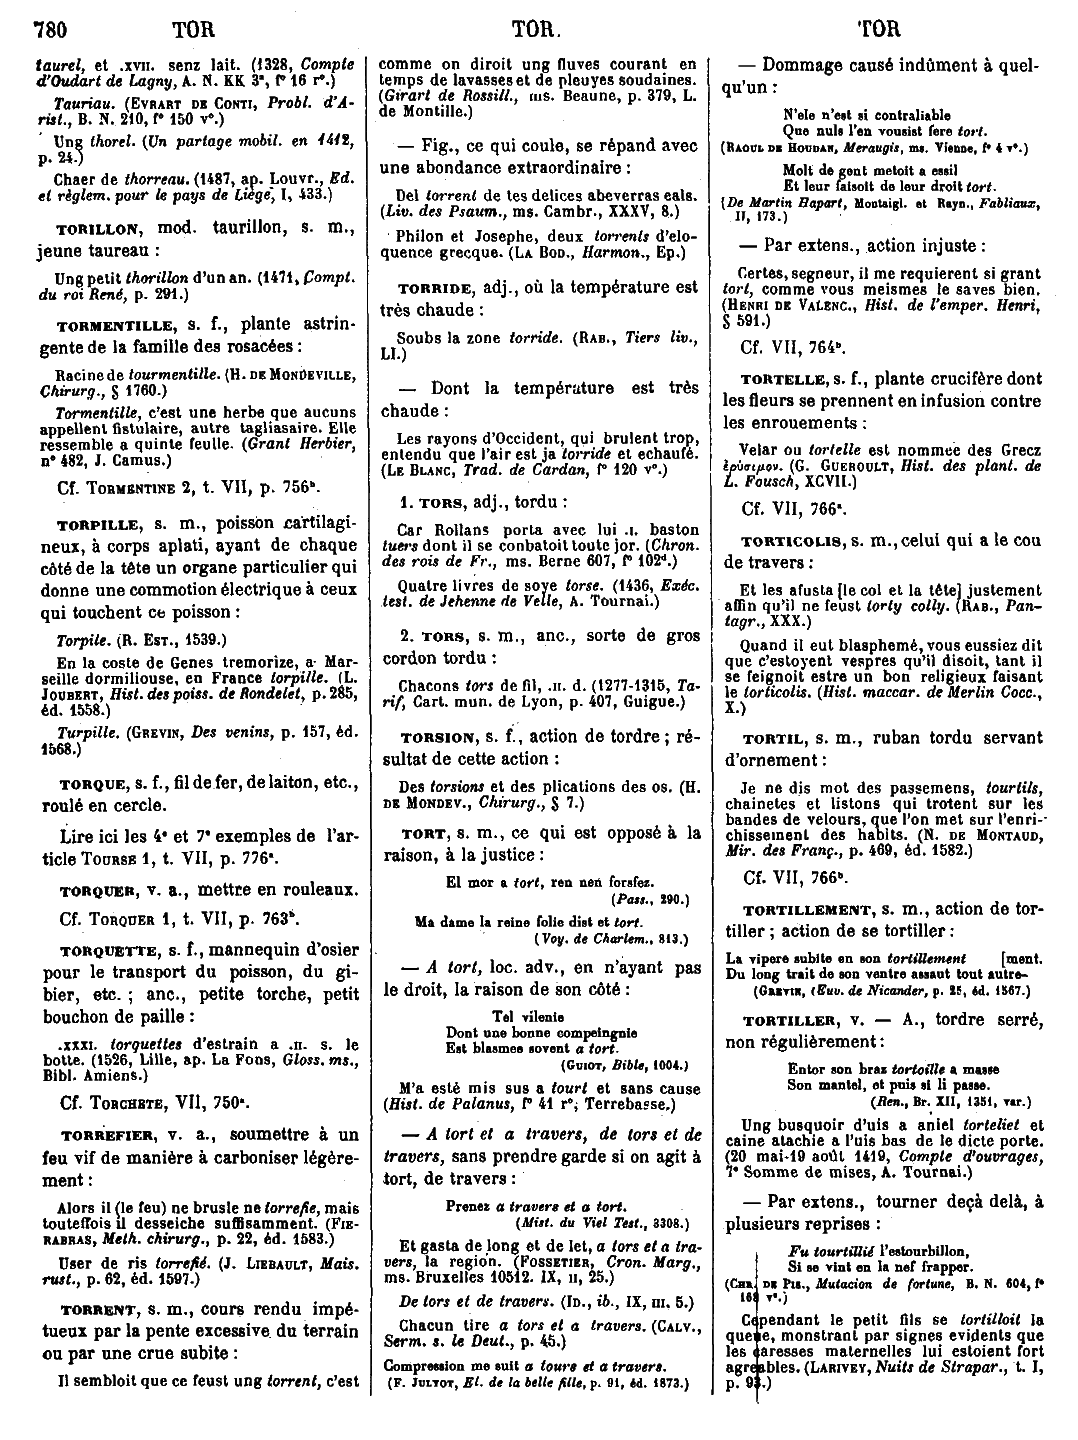 780 TOR TOR. TOR
taurel, et .XVII. senz lait. (1328, Compte
d'Oudart de Lagny, A. N. KK 3ª, f° 16 r°.)
Tauriau. (EVRART DE CONTI, Probl. d'A-
rist., B. N. 210, f° 150 v°.)
Ung thorel. (Un partage mobil. en 1412,
p. 24.)
Chaer de thorreau. (1487, ap. Louvr., Ed.
et règlem. pour le pays de Liège, I, 433.)
TORILLON, mod. taurillon, s. m.,
jeune taureau :
Ung petit thorillon d'un an. (1471, Compt.
du roi René, p. 291.)
TORMENTILLE, s. f., plante astrin-
gente de la famille des rosacées :
Racine de tourmentille. (H. DE MONDEVILLE,
Chirurg., § 1760.)
Tormentille, c'est une herbe que aucuns
appellent fistulaire, autre tagliasaire. Elle
ressemble a quinte feulle. (Grant Herbier,
n° 482, J. Camus.)
Cf. TORMENTINE 2, t. VII, p. 756ᵇ.
TORPILLE, s. m., poisson cartilagi-
neux, à corps aplati, ayant de chaque
côté de la tête un organe particulier qui
donne une commotion électrique à ceux
qui touchent ce poisson :
Torpile. (R. EST., 1539.)
En la coste de Genes tremorize, a Mar-
seille dormiliouse, en France torpille. (L.
JOUBERT, Hist. des poiss. de Rondelet, p. 285,
éd. 1558.)
Turpille. (GREVIN, Des venins, p. 157, éd.
1568.)
TORQUE, s. f., fil de fer, de laiton, etc.,
roulé en cercle.
Lire ici les 4ᵉ et 7ᵉ exemples de l'ar-
ticle TOURSE 1, t. VII, p. 776ª.
TORQUER, v. a., mettre en rouleaux.
Cf. TORQUER 1, t. VII, p. 763ᵇ.
TORQUETTE, s. f., mannequin d'osier
pour le transport du poisson, du gi-
bier, etc. ; anc., petite torche, petit
bouchon de paille :
.XXXI. torquettes d'estrain a .II. s. le
botte. (1526, Lille, ap. La Fons, Gloss. ms.,
Bibl. Amiens.)
Cf. TORCHETE, VII, 750ª.
TORREFIER, v. a., soumettre à un
feu vif de manière à carboniser légère-
ment :
Alors il (le feu) ne brusle ne torrefie, mais
touteffois il desseiche suffisamment. (FIE-
RABRAS, Meth. chirurg., p. 22, éd. 1583.)
User de ris torrefié. (J. LIEBAULT, Mais.
rust., p. 62, éd. 1597.)
TORRENT, s. m., cours rendu impé-
tueux par la pente excessive du terrain
ou par une crue subite :
Il sembloit que ce feust ung torrent, c'est
comme on diroit ung fluves courant en
temps de lavasses et de pleuyes soudaines.
(Girart de Rossill., ms. Beaune, p. 379, L.
de Montille.)
— Fig., ce qui coule, se répand avec
une abondance extraordinaire :
Del torrent de tes delices abeverras eals.
(Liv. des Psaum., ms. Cambr., XXXV, 8.)
Philon et Josephe, deux torrents d'elo-
quence grecque. (LA BOD., Harmon., Ep.)
TORRIDE, adj., où la température est
très chaude :
Soubs la zone torride. (RAB., Tiers liv.,
LI.)
— Dont la température est très
chaude :
Les rayons d'Occident, qui brulent trop,
entendu que l'air est ja torride et echaufé.
(LE BLANC, Trad. de Cardan, f° 120 v°.)
1. TORS, adj., tordu :
Car Rollans porta avec lui .I. baston
tuers dont il se conbatoit toute jor. (Chron.
des rois de Fr., ms. Berne 607, f° 102ᵈ.)
Quatre livres de soye torse. (1436, Exéc.
test. de Jehenne de Velle, A. Tournai.)
2. TORS, s. m., anc., sorte de gros
cordon tordu :
Chacons tors de fil, .II. d. (1277-1315, Ta-
rif, Cart. mun. de Lyon, p. 407, Guigue.)
TORSION, s. f., action de tordre ; ré-
sultat de cette action :
Des torsions et des plications des os. (H.
DE MONDEV., Chirurg., § 7.)
TORT, s. m., ce qui est opposé à la
raison, à la justice :
El mor a tort, ren nen forsfez.
(Pass., 290.)
Ma dame la reine folie dist et tort.
(Voy. de Charlem., 813.)
— A tort, loc. adv., en n'ayant pas
le droit, la raison de son côté :
Tel vilenie
Dont une bonne compeingnie
Est blasmee sovent a tort.
(GUIOT, Bible, 1004.)
M'a esté mis sus a tourt et sans cause
(Hist. de Palanus, f° 41 r°, Terrebasse.)
— A tort et a travers, de tors et de
travers, sans prendre garde si on agit à
tort, de travers :
Prenez a travers et a tort.
(Mist. du Viel Test., 3308.)
Et gasta de long et de let, a tors et a tra-
vers, la region. (FOSSETIER, Cron. Marg.,
ms. Bruxelles 10512. IX, II, 25.)
De tors et de travers. (ID., ib., IX, III. 5.)
Chacun tire a tors et a travers. (CALV.,
Serm. s. le Deut., p. 45.)
Compression me suit a tours et a travers.
(F. JULYOT, El. de la belle fille, p. 91, éd. 1873.)
— Dommage causé indûment à quel-
qu'un :
N'ele n'est si contraliable
Que nuls l'en vousist fere tort.
(RAOUL DE HOUDAN, Meraugis, ms. Vienne, f° 4 v°.)
Molt de gent metoit a essil
Et leur faisoit de leur droit tort.
(De Martin Hapart, Montaigl. et Rayn., Fabliaux,
II, 173.)
— Par extens., action injuste :
Certes, segneur, il me requierent si grant
tort, comme vous meismes le saves bien.
(HENRI DE VALENC., Hist. de l'emper. Henri,
§ 591.)
Cf. VII, 764ᵇ.
TORTELLE, s. f., plante crucifère dont
les fleurs se prennent en infusion contre
les enrouements :
Velar ou tortelle est nommée des Grecz
ἐρύσιμον. (G. GUEROULT, Hist. des plant. de
L. Fousch, XCVII.)
Cf. VII, 766ª.
TORTICOLIS, s. m., celui qui a le cou
de travers :
Et les afusta [le col et la tête] justement
affin qu'il ne feust torty colly. (RAB., Pan-
tagr., XXX.)
Quand il eut blasphemé, vous eussiez dit
que c'estoyent vespres qu'il disoit, tant il
se feignoit estre un bon religieux faisant
le torticolis. (Hist. maccar. de Merlin Cocc.,
X.)
TORTIL, s. m., ruban tordu servant
d'ornement :
Je ne dis mot des passemens, tourtils,
chainetes et listons qui trotent sur les
bandes de velours, que l'on met sur l'enri-
chissement des habits. (N. DE MONTAUD,
Mir. des Franç., p. 469, éd. 1582.)
Cf. VII, 766ᵇ.
TORTILLEMENT, s. m., action de tor-
tiller ; action de se tortiller :
La vipere subite en son tortillement [ment.
Du long trait de son ventre assaut tout autre-
(GREVIN, Œuv. de Nicander, p. 25, éd. 1567.)
TORTILLER, v. — A., tordre serré,
non régulièrement :
Entor son braz tortoille a masse
Son mantel, et puis si li passe.
(Ren., Br. XII, 1351, var.)
Ung busquoir d'uis a aniel torteliet et
caine atachie a l'uis bas de le dicte porte.
(20 mai-19 août 1419, Compte d'ouvrages,
7ᵉ Somme de mises, A. Tournai.)
— Par extens., tourner deçà delà, à
plusieurs reprises :
Fu tourtillié l'estourbillon,
Si se vint en la nef frapper.
(CHR. DE PIS., Mutacion de fortune, B. N. 604, f°
168 v°.)
Cependant le petit fils se tortilloit la
queue, monstrant par signes evidents que
les caresses maternelles lui estoient fort
agreables. (LARIVEY, Nuits de Strapar., t. I,
p. 93.)